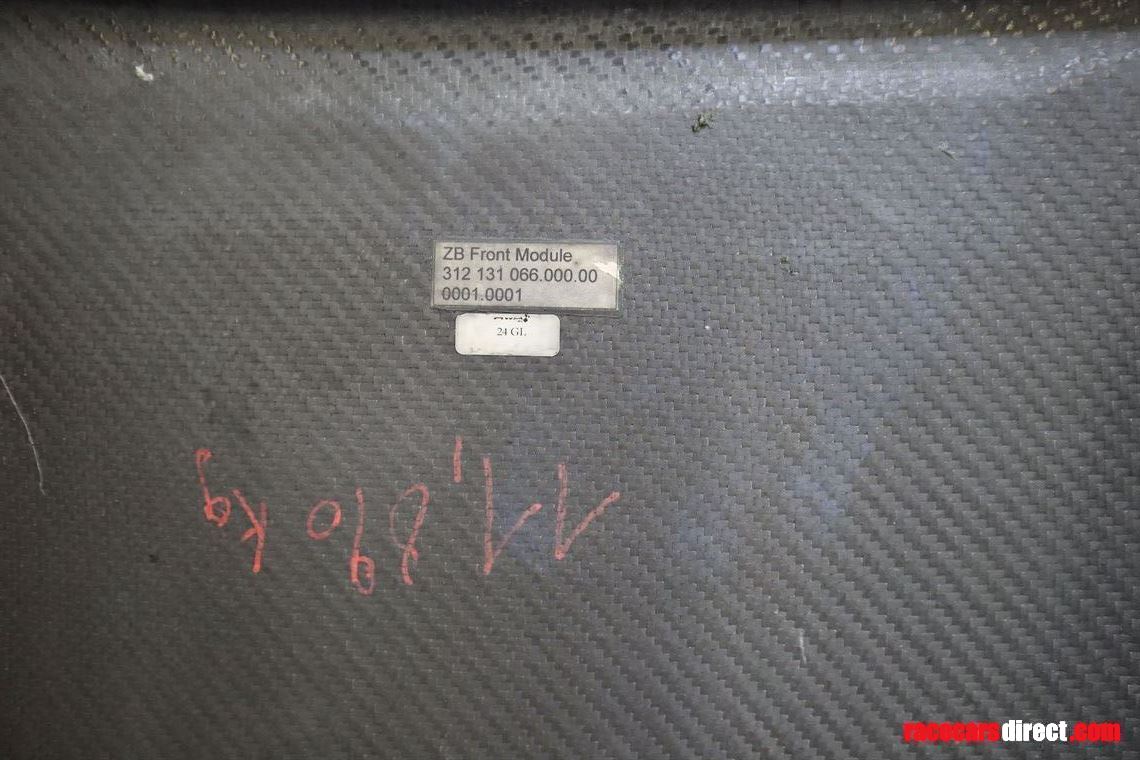 ZB Front Module
312 131 066.000.00
0001.0001
24 GL
11,890 kg
racecarsdirect.com